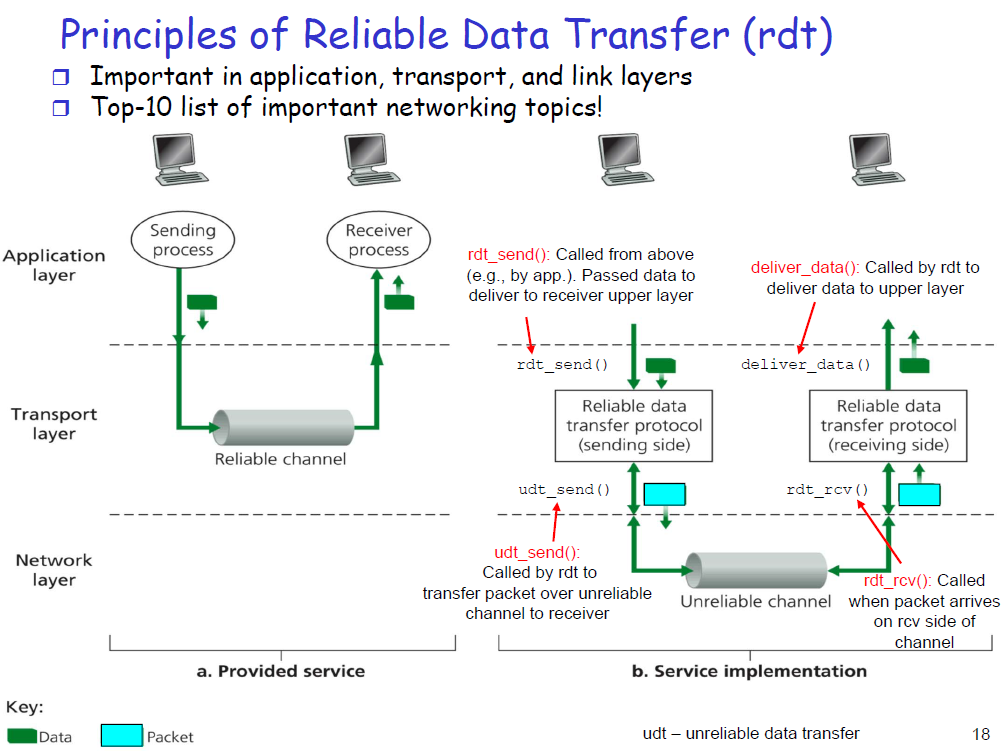 Principles of Reliable Data Transfer (rdt)
Important in application, transport, and link layers
Top-10 list of important networking topics!
Application
layer
Sending
process
Receiver
process
Transport
layer
Reliable channel
Network
layer
a. Provided service
rdt_send(): Called from above
(e.g., by app.). Passed data to
deliver to receiver upper layer
deliver_data(): Called by rdt to
deliver data to upper layer
rdt_send()
deliver_data()
Reliable data
transfer protocol
(sending side)
Reliable data
transfer protocol
(receiving side)
udt_send()
rdt_rcv()
udt_send():
Called by rdt to
transfer packet over unreliable
channel to receiver
Unreliable channel
rdt_rcv(): Called
when packet arrives
on rcv side of
channel
b. Service implementation
Key:
Data
Packet
udt – unreliable data transfer
18